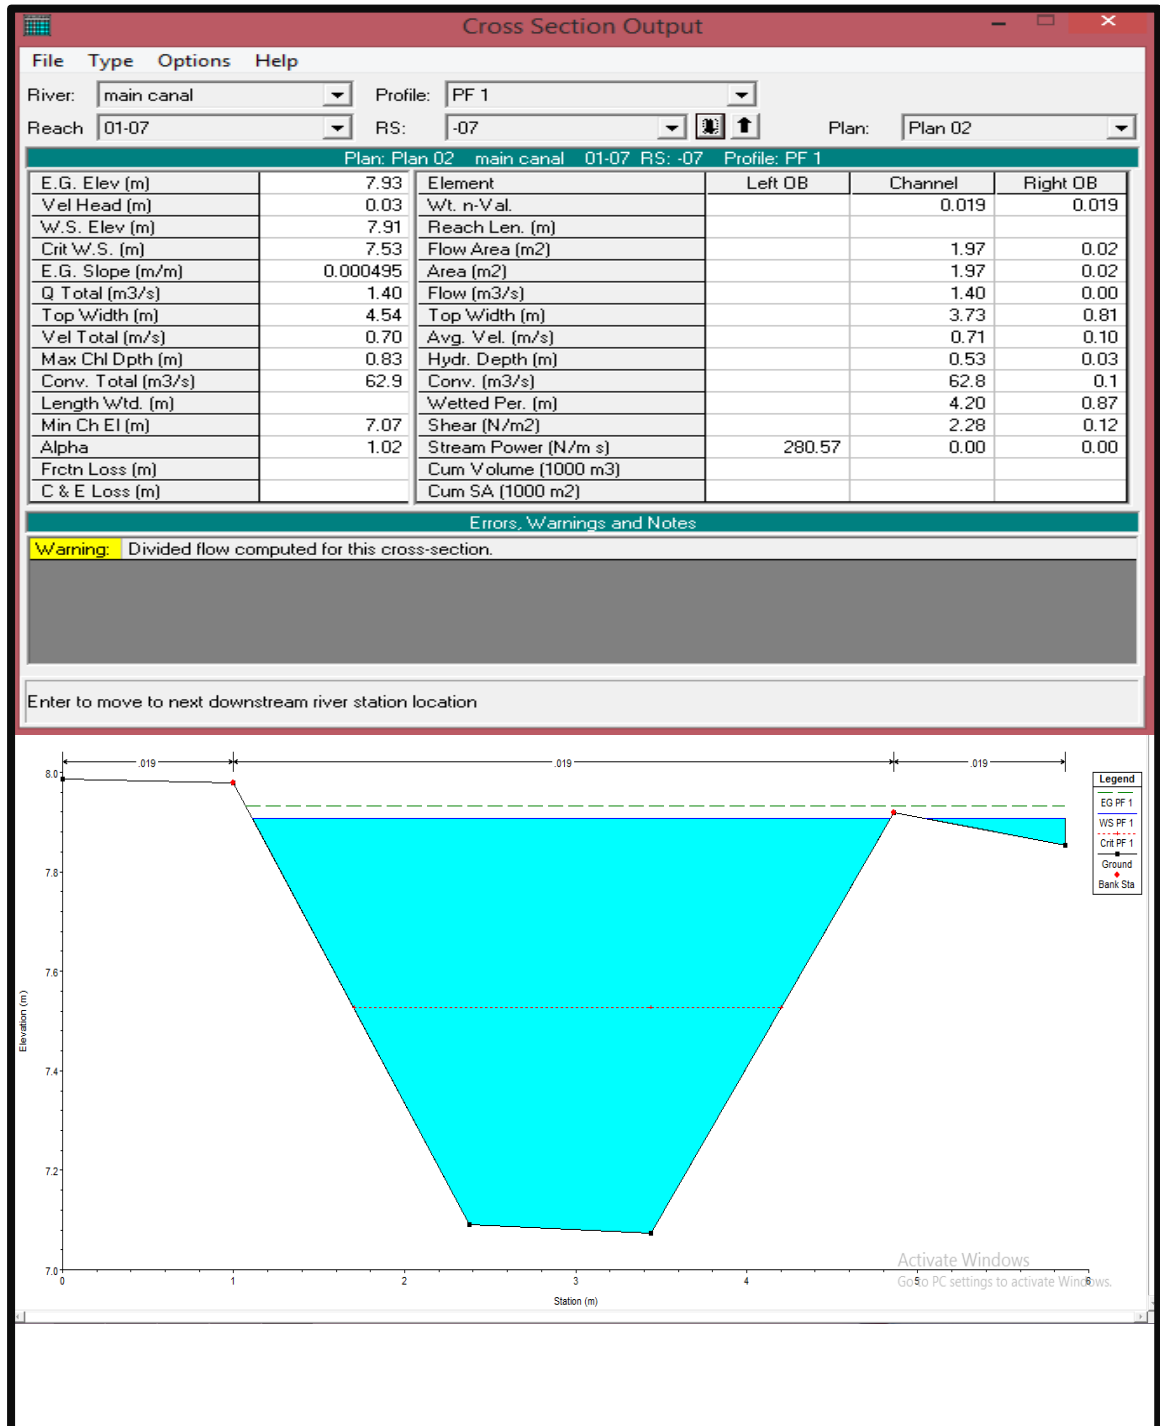 Cross Section Output
File Type Options Help
River: main canal Profile: PF 1
Reach 01-07 RS: -07 Plan: Plan 02
Plan: Plan 02 main canal 01-07 RS: -07 Profile: PF 1
E.G. Elev (m) 7.93 Element Left OB Channel Right OB
Vel Head (m) 0.03 Wt. n-Val. 0.019 0.019
W.S. Elev (m) 7.91 Reach Len. (m)
Crit W.S. (m) 7.53 Flow Area (m2) 1.97 0.02
E.G. Slope (m/m) 0.000495 Area (m2) 1.97 0.02
Q Total (m3/s) 1.40 Flow (m3/s) 1.40 0.00
Top Width (m) 4.54 Top Width (m) 3.73 0.81
Vel Total (m/s) 0.70 Avg. Vel. (m/s) 0.71 0.10
Max Chl Dpth (m) 0.83 Hydr. Depth (m) 0.53 0.03
Conv. Total (m3/s) 62.9 Conv. (m3/s) 62.8 0.1
Length Wtd. (m) Wetted Per. (m) 4.20 0.87
Min Ch El (m) 7.07 Shear (N/m2) 2.28 0.12
Alpha 1.02 Stream Power (N/m s) 280.57 0.00 0.00
Frctn Loss (m) Cum Volume (1000 m3)
C & E Loss (m) Cum SA (1000 m2)
Errors, Warnings and Notes
Warning: Divided flow computed for this cross-section.
Enter to move to next downstream river station location
.019 .019 .019
Legend
EG PF 1
WS PF 1
Crit PF 1
Ground
Bank Sta
8.0
7.8
7.6
7.4
7.2
7.0
Elevation (m)
0 1 2 3 4 5 6
Station (m)
Activate Windows
Go to PC settings to activate Windows.